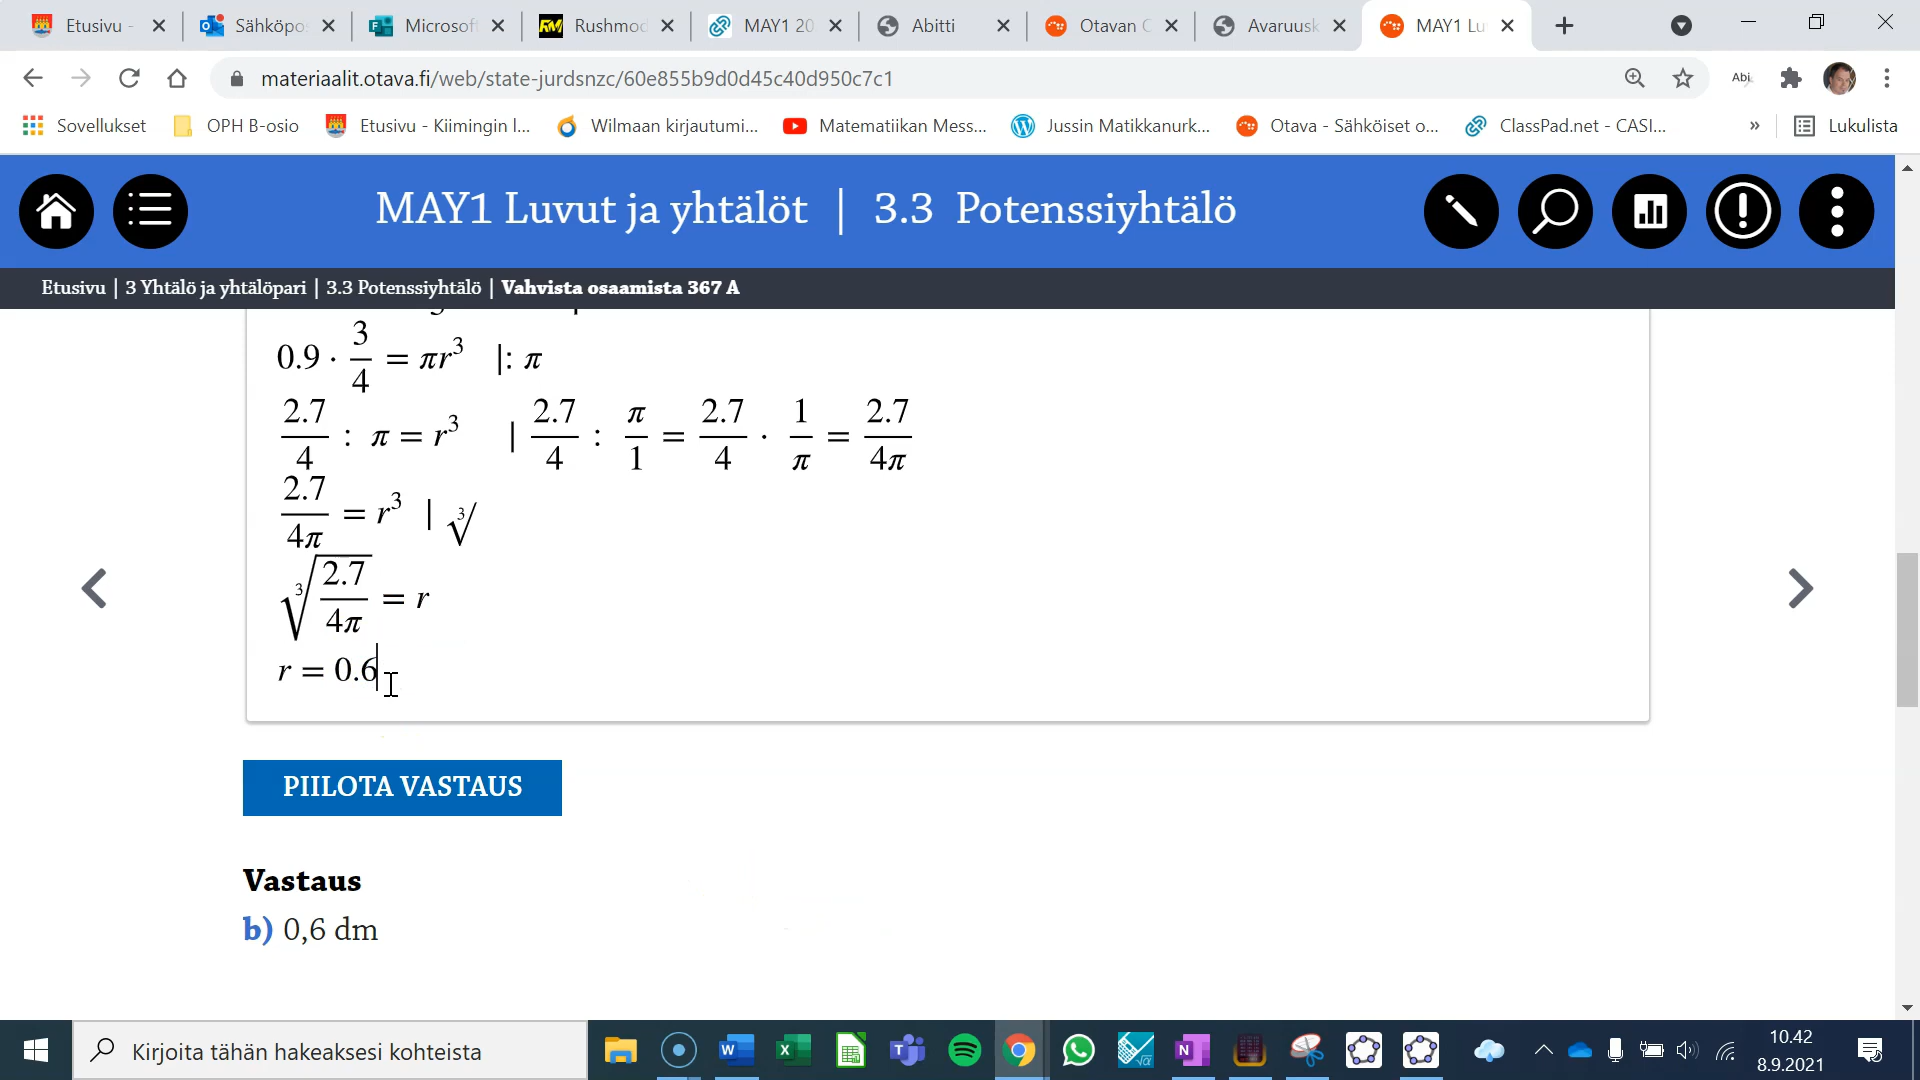 Etusivu -
Sähköpo:
Microsof
Rushmod
MAY1 20
Abitti
Otavan C
Avaruusk
MAY1 Lu
materiaalit.otava.fi/web/state-jurdsnzc/60e855b9d0d45c40d950c7c1
Abi
Sovellukset
OPH B-osio
Etusivu - Kiimingin l...
Wilmaan kirjautumi...
Matematiikan Mess...
Jussin Matikkanurk...
Otava - Sähköiset o...
ClassPad.net - CASI...
»
Lukulista
MAY1 Luvut ja yhtälöt | 3.3 Potenssiyhtälö
Etusivu | 3 Yhtälö ja yhtälöpari | 3.3 Potenssiyhtälö | Vahvista osaamista 367 A
0.9 · 3/4 = πr³ |: π
2.7/4 : π = r³ | 2.7/4 : π/1 = 2.7/4 · 1/π = 2.7/4π
2.7/4π = r³ | ∛
∛(2.7/4π) = r
r = 0.6
PIILOTA VASTAUS
Vastaus
b) 0,6 dm
Kirjoita tähän hakeaksesi kohteista
10.42
8.9.2021